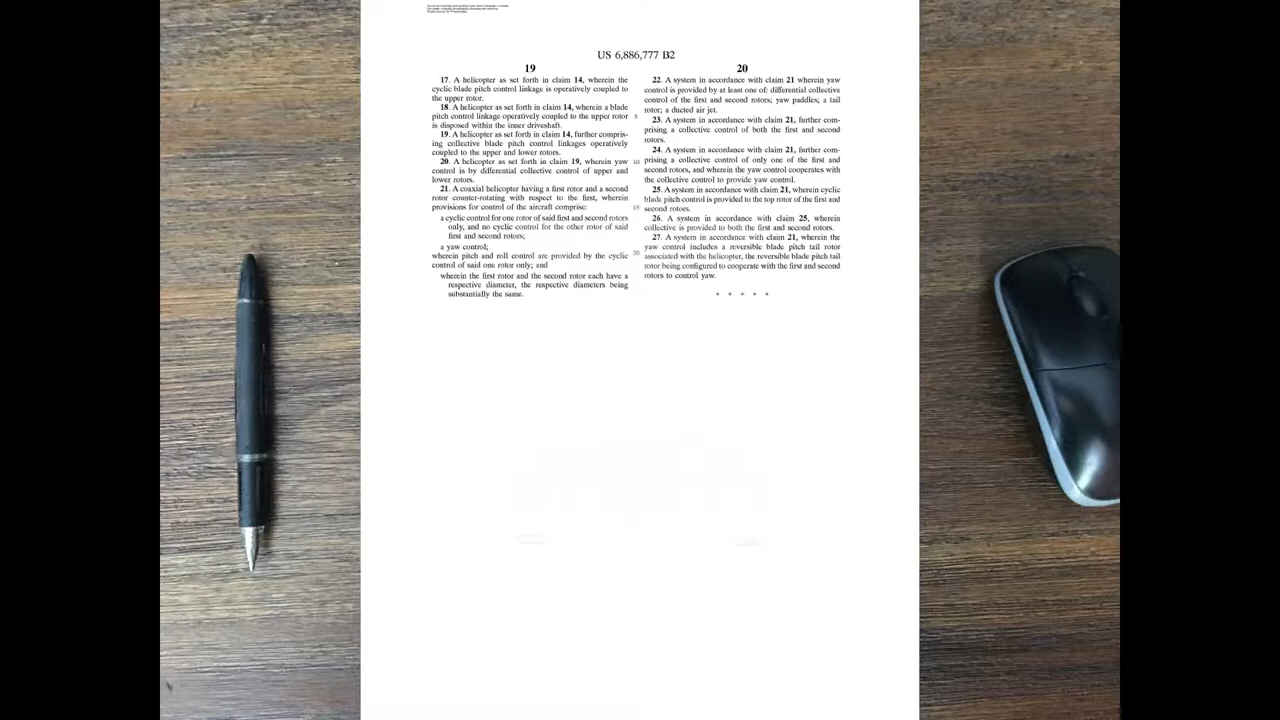 US 6,886,777 B2
19
17. A helicopter as set forth in claim 14, wherein the
cyclic blade pitch control linkage is operatively coupled to
the upper rotor.
18. A helicopter as set forth in claim 14, wherein a blade
pitch control linkage operatively coupled to the upper rotor
is disposed within the inner driveshaft.
19. A helicopter as set forth in claim 14, further compris-
ing collective blade pitch control linkages operatively
coupled to the upper and lower rotors.
20. A helicopter as set forth in claim 19, wherein yaw
control is by differential collective control of upper and
lower rotors.
21. A coaxial helicopter having a first rotor and a second
rotor counter-rotating with respect to the first, wherein
provisions for control of the aircraft comprise:
a cyclic control for one rotor of said first and second rotors
only, and no cyclic control for the other rotor of said
first and second rotors;
a yaw control;
wherein pitch and roll control are provided by the cyclic
control of said one rotor only; and
wherein the first rotor and the second rotor each have a
respective diameter, the respective diameters being
substantially the same.
5
10
15
20
20
22. A system in accordance with claim 21 wherein yaw
control is provided by at least one of: differential collective
control of the first and second rotors; yaw paddles; a tail
rotor; a ducted air jet.
23. A system in accordance with claim 21, further com-
prising a collective control of both the first and second
rotors.
24. A system in accordance with claim 21, further com-
prising a collective control of only one of the first and
second rotors, and wherein the yaw control cooperates with
the collective control to provide yaw control.
25. A system in accordance with claim 21, wherein cyclic
blade pitch control is provided to the top rotor of the first and
second rotors.
26. A system in accordance with claim 25, wherein
collective is provided to both the first and second rotors.
27. A system in accordance with claim 21, wherein the
yaw control includes a reversible blade pitch tail rotor
associated with the helicopter, the reversible blade pitch tail
rotor being configured to cooperate with the first and second
rotors to control yaw.
* * * * *